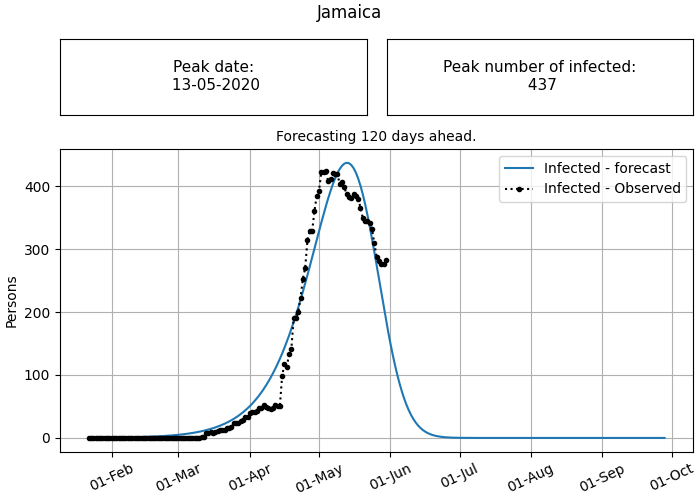 Jamaica
Peak date:
13-05-2020
Peak number of infected:
437
Forecasting 120 days ahead.
Infected - forecast
Infected - Observed
Persons
400
300
200
100
0
01-Feb
01-Mar
01-Apr
01-May
01-Jun
01-Jul
01-Aug
01-Sep
01-Oct